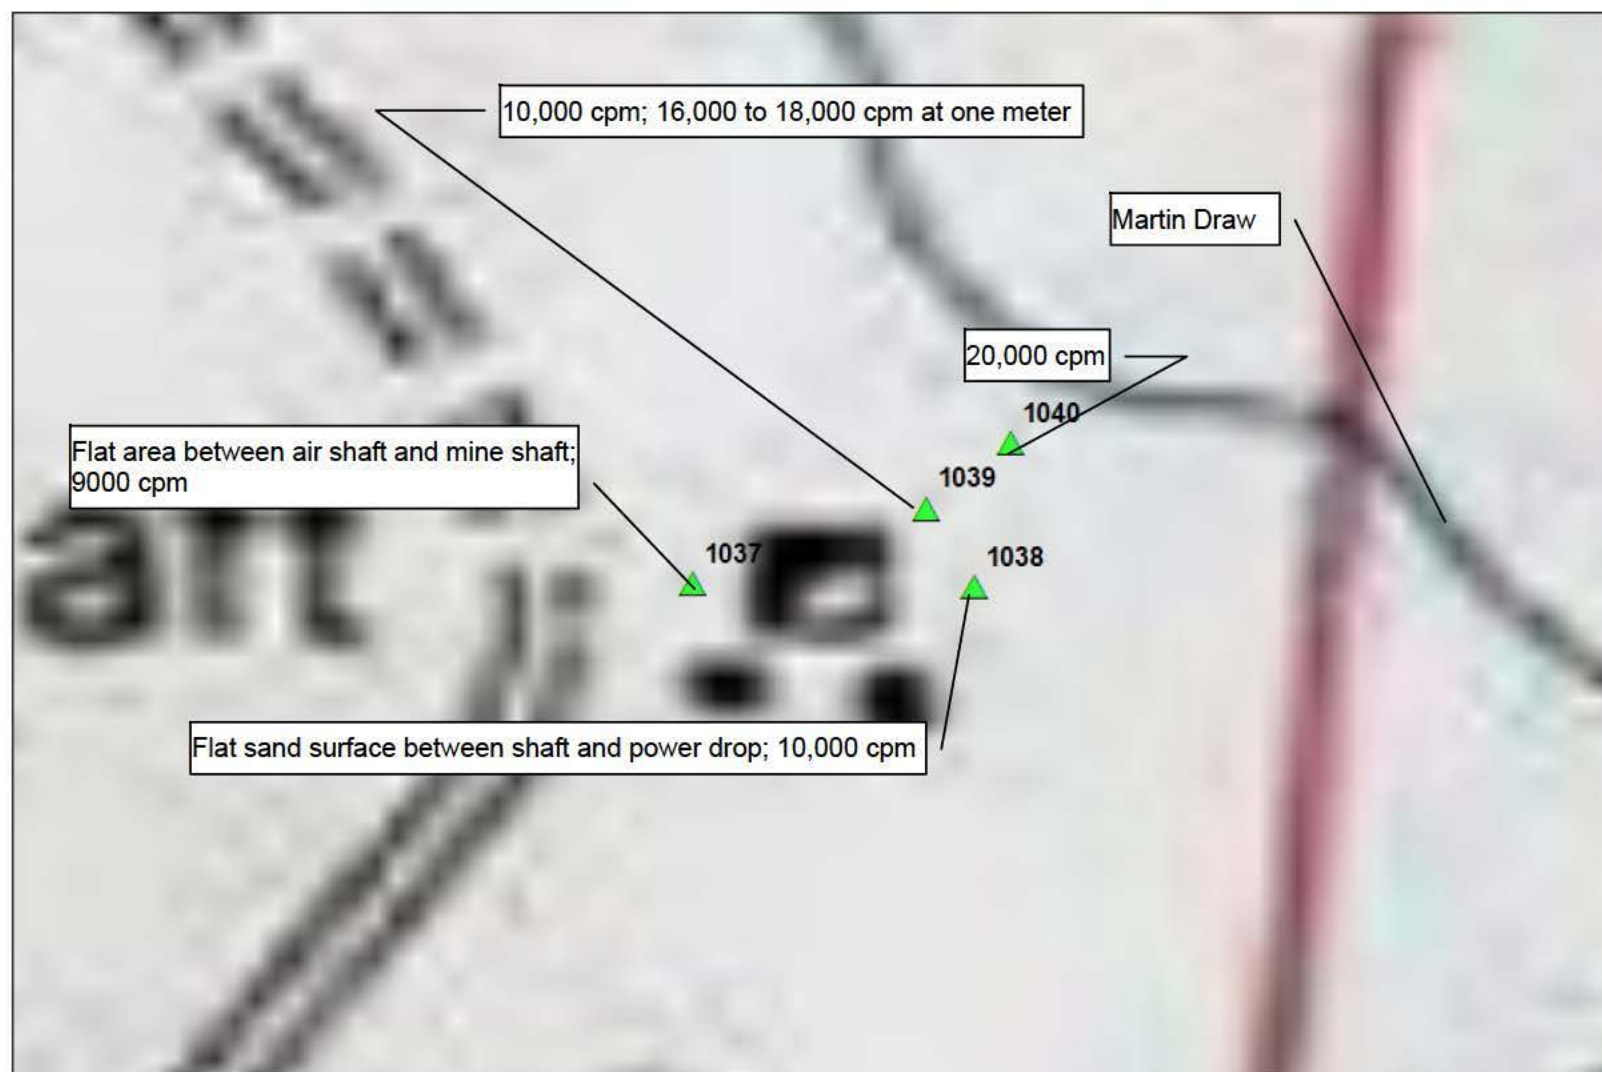 10,000 cpm; 16,000 to 18,000 cpm at one meter
Martin Draw
20,000 cpm
1040
Flat area between air shaft and mine shaft;
9000 cpm
1039
1037
1038
aft
Flat sand surface between shaft and power drop; 10,000 cpm